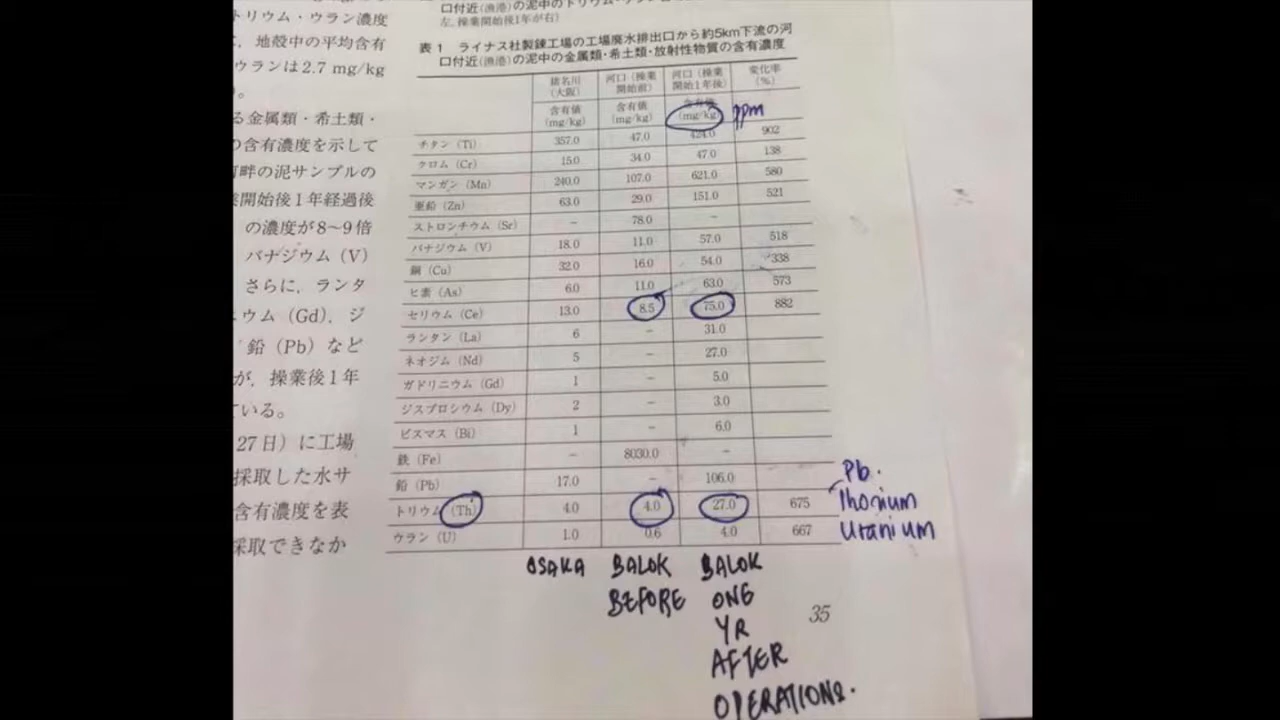 トリウム・ウラン濃度
地殻中の平均含有
ウランは2.7 mg/kg
る金属類・希土類・
の含有濃度を示して
河畔の泥サンプルの
業開始後1年経過後
の濃度が8〜9倍
バナジウム（V）
さらに，ランタ
ニウム（Gd），ジ
鉛（Pb）など
が，操業後1年
ている。
27日）に工場
採取した水サ
含有濃度を表
採取できなか
口付近(漁港)の泥中のトリウム・ウラン
左，操業開始後1年が右）
表1 ライナス社製錬工場の工場廃水排出口から約5km下流の河
口付近(漁港)の泥中の金属類・希土類・放射性物質の含有濃度
猪名川（大阪） 河口（操業開始前） 河口（操業開始1年後） 変化率（%）
含有値（mg/kg） 含有値（mg/kg） 含有値（mg/kg） ppm
チタン（Ti） 357.0 47.0 424.0 902
クロム（Cr） 15.0 34.0 47.0 138
マンガン（Mn） 240.0 107.0 621.0 580
亜鉛（Zn） 63.0 29.0 151.0 521
ストロンチウム（Sr） − 78.0 −
バナジウム（V） 18.0 11.0 57.0 518
銅（Cu） 32.0 16.0 54.0 338
ヒ素（As） 6.0 11.0 63.0 573
セリウム（Ce） 13.0 8.5 75.0 882
ランタン（La） 6 − 31.0
ネオジム（Nd） 5 − 27.0
ガドリニウム（Gd） 1 − 5.0
ジスプロシウム（Dy） 2 − 3.0
ビスマス（Bi） 1 − 6.0
鉄（Fe） − 8030.0 −
鉛（Pb） 17.0 − 106.0
トリウム（Th） 4.0 4.0 27.0 675
ウラン（U） 1.0 0.6 4.0 667
Pb.
Thorium
Uranium
OSAKA
BALOK
BEFORE
BALOK
ONE
YR
AFTER
OPERATIONS.
35